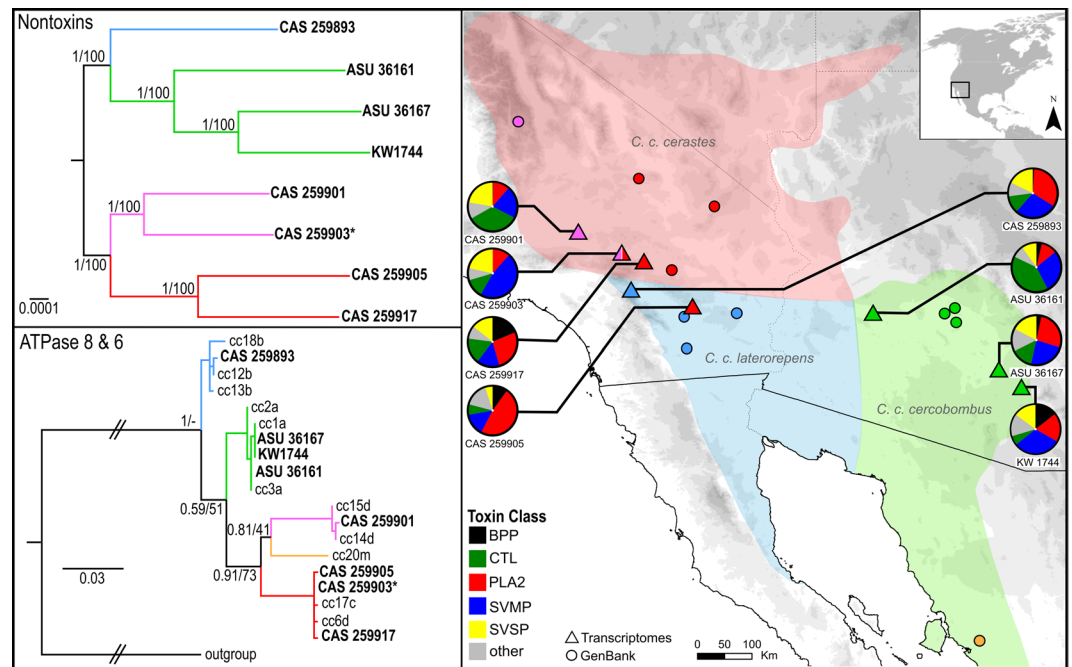 Nontoxins
CAS 259893
1/100
ASU 36161
1/100
ASU 36167
1/100
KW1744
CAS 259901
1/100
CAS 259903*
1/100
CAS 259905
1/100
0.0001
CAS 259917
ATPase 8 & 6
cc18b
CAS 259893
cc12b
cc13b
cc2a
1/-
cc1a
ASU 36167
KW1744
ASU 36161
cc3a
0.59/51
cc15d
0.81/41
CAS 259901
cc14d
cc20m
0.03
0.91/73
CAS 259905
CAS 259903*
cc17c
cc6d
CAS 259917
outgroup
N
C. c. cerastes
C. c. laterorepens
C. c. cercobombus
CAS 259901
CAS 259903
CAS 259917
CAS 259905
CAS 259893
ASU 36161
ASU 36167
KW 1744
Toxin Class
BPP
CTL
PLA2
SVMP
SVSP
other
Transcriptomes
GenBank
0 50 100
Km